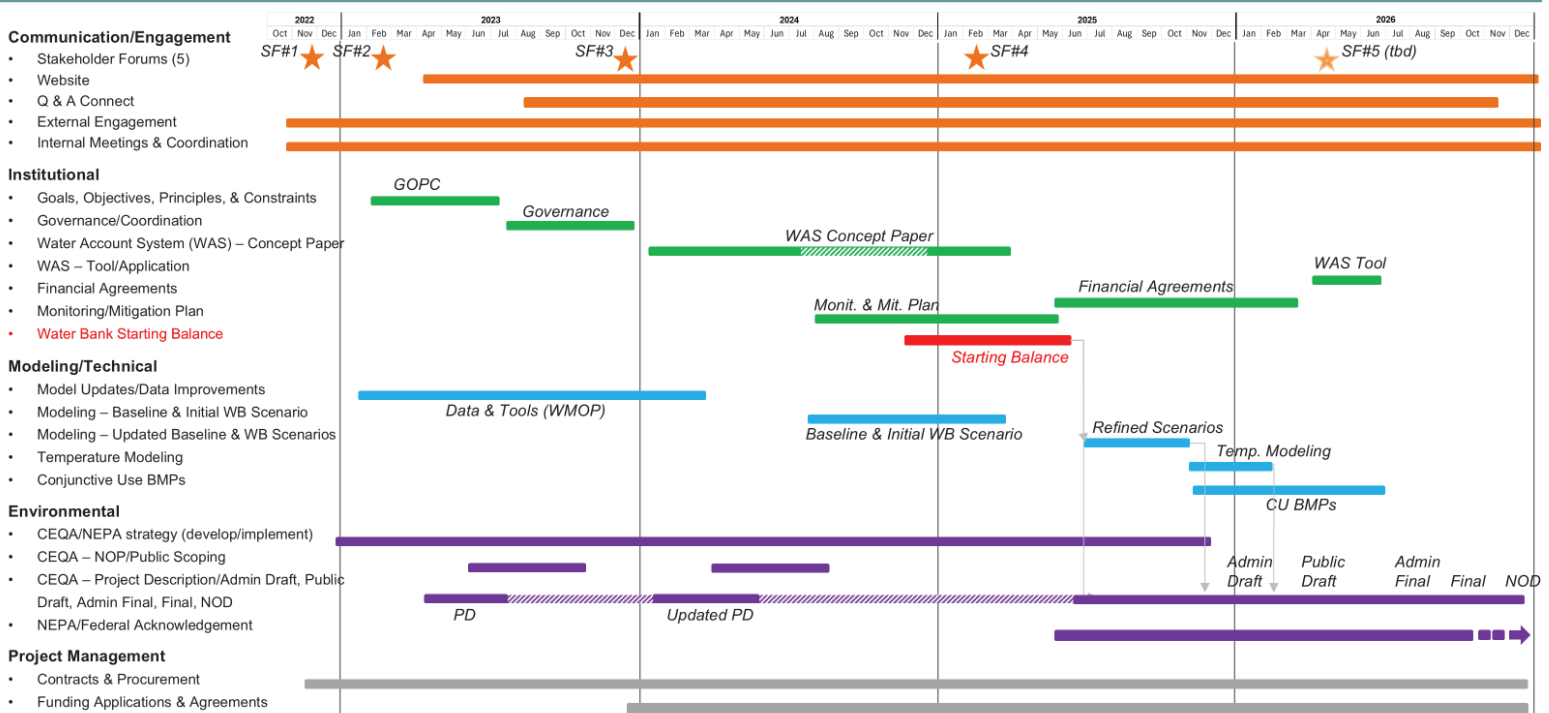 2022 2023 2024 2025 2026
Oct Nov Dec Jan Feb Mar Apr May Jun Jul Aug Sep Oct Nov Dec Jan Feb Mar Apr May Jun Jul Aug Sep Oct Nov Dec Jan Feb Mar Apr May Jun Jul Aug Sep Oct Nov Dec Jan Feb Mar Apr May Jun Jul Aug Sep Oct Nov Dec
Communication/Engagement
SF#1 SF#2 SF#3 SF#4 SF#5 (tbd)
• Stakeholder Forums (5)
• Website
• Q & A Connect
• External Engagement
• Internal Meetings & Coordination
Institutional
GOPC
• Goals, Objectives, Principles, & Constraints
Governance
• Governance/Coordination
WAS Concept Paper
• Water Account System (WAS) – Concept Paper
WAS Tool
• WAS – Tool/Application
Financial Agreements
• Financial Agreements
Monit. & Mit. Plan
• Monitoring/Mitigation Plan
• Water Bank Starting Balance
Starting Balance
Modeling/Technical
• Model Updates/Data Improvements
Data & Tools (WMOP)
• Modeling – Baseline & Initial WB Scenario
Baseline & Initial WB Scenario
Refined Scenarios
• Modeling – Updated Baseline & WB Scenarios
Temp. Modeling
• Temperature Modeling
• Conjunctive Use BMPs
CU BMPs
Environmental
• CEQA/NEPA strategy (develop/implement)
• CEQA – NOP/Public Scoping
• CEQA – Project Description/Admin Draft, Public
Draft, Admin Final, Final, NOD
Admin Draft
Public Draft
Admin Final
Final
NOD
PD
Updated PD
• NEPA/Federal Acknowledgement
Project Management
• Contracts & Procurement
• Funding Applications & Agreements